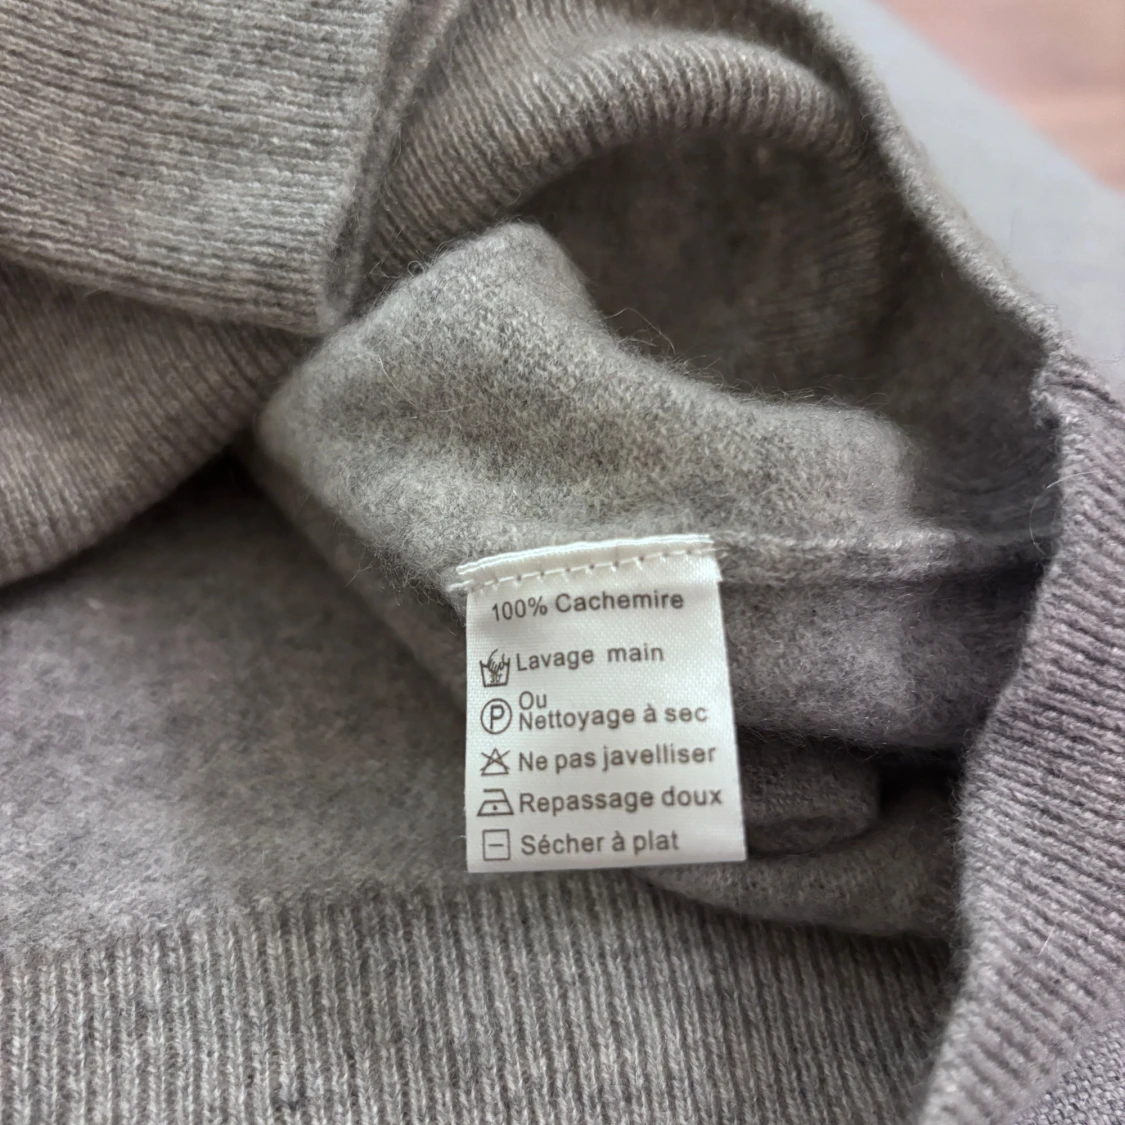 100% Cachemire
Lavage main
P
Ou
Nettoyage à sec
Ne pas javelliser
Repassage doux
Sécher à plat